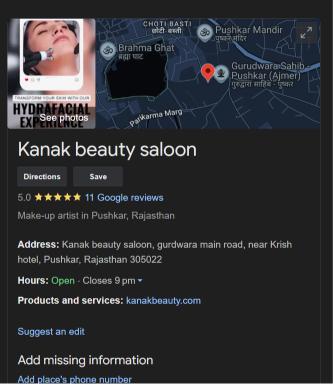 CHOTI BASTI
छोटी बस्ती
Pushkar Mandir
पुष्कर मंदिर
Brahma Ghat
ब्रह्मा घाट
Gurudwara Sahib
Pushkar (Ajmer)
गुरुद्वारा साहिब - पुष्कर
Parikarma Marg
TRANSFORM YOUR SKIN WITH OUR
HYDRAFACIAL
EXPERIENCE
See photos
Kanak beauty saloon
Directions
Save
5.0 ★★★★★ 11 Google reviews
Make-up artist in Pushkar, Rajasthan
Address: Kanak beauty saloon, gurdwara main road, near Krish
hotel, Pushkar, Rajasthan 305022
Hours: Open · Closes 9 pm
Products and services: kanakbeauty.com
Suggest an edit
Add missing information
Add place's phone number